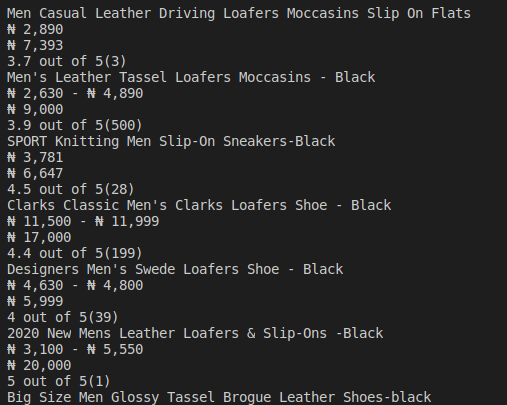 Men Casual Leather Driving Loafers Moccasins Slip On Flats
₦ 2,890
₦ 7,393
3.7 out of 5(3)
Men's Leather Tassel Loafers Moccasins - Black
₦ 2,630 - ₦ 4,890
₦ 9,000
3.9 out of 5(500)
SPORT Knitting Men Slip-On Sneakers-Black
₦ 3,781
₦ 6,647
4.5 out of 5(28)
Clarks Classic Men's Clarks Loafers Shoe - Black
₦ 11,500 - ₦ 11,999
₦ 17,000
4.4 out of 5(199)
Designers Men's Swede Loafers Shoe - Black
₦ 4,630 - ₦ 4,800
₦ 5,999
4 out of 5(39)
2020 New Mens Leather Loafers & Slip-Ons -Black
₦ 3,100 - ₦ 5,550
₦ 20,000
5 out of 5(1)
Big Size Men Glossy Tassel Brogue Leather Shoes-black